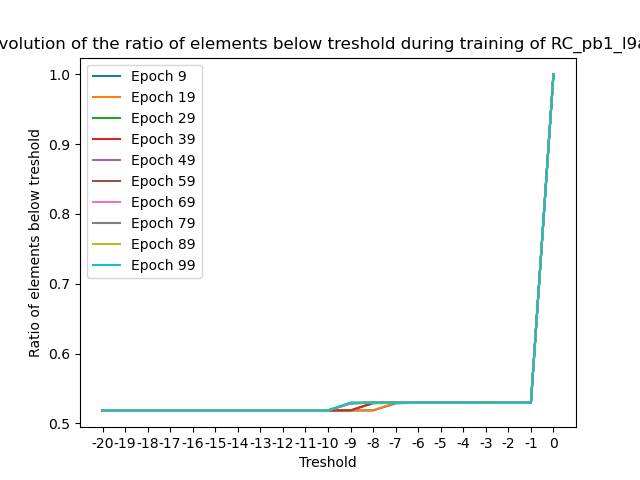 volution of the ratio of elements below treshold during training of RC_pb1_l9a
Epoch 9
Epoch 19
Epoch 29
Epoch 39
Epoch 49
Epoch 59
Epoch 69
Epoch 79
Epoch 89
Epoch 99
1.0
0.9
0.8
0.7
0.6
0.5
Ratio of elements below treshold
-20 -19 -18 -17 -16 -15 -14 -13 -12 -11 -10 -9 -8 -7 -6 -5 -4 -3 -2 -1 0
Treshold